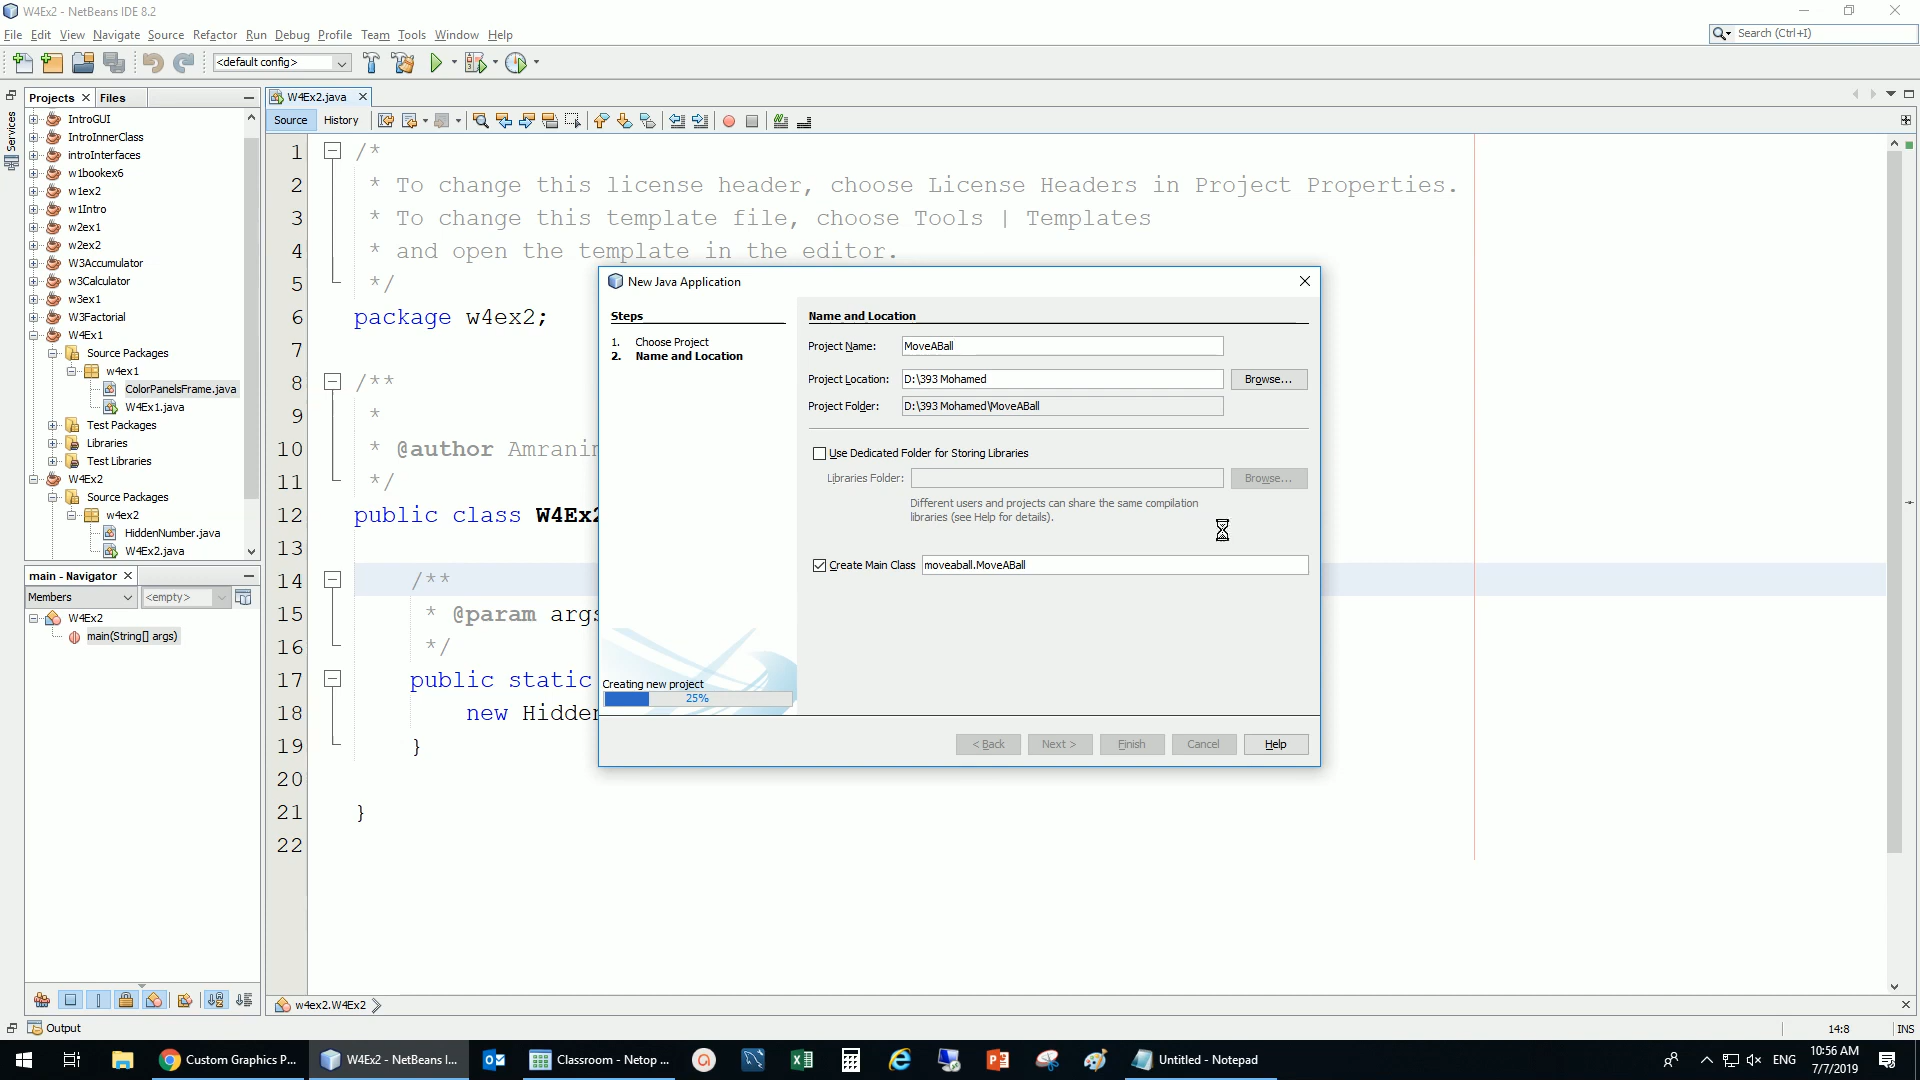 W4Ex2 - NetBeans IDE 8.2
File Edit View Navigate Source Refactor Run Debug Profile Team Tools Window Help
Search (Ctrl+I)
<default config>
Services
Projects
Files
IntroGUI
IntroInnerClass
introInterfaces
w1bookex6
w1ex2
w1Intro
w2ex1
w2ex2
W3Accumulator
w3Calculator
w3ex1
W3Factorial
W4Ex1
Source Packages
w4ex1
ColorPanelsFrame.java
W4Ex1.java
Test Packages
Libraries
Test Libraries
W4Ex2
Source Packages
w4ex2
HiddenNumber.java
W4Ex2.java
main - Navigator
Members
<empty>
W4Ex2
main(String[] args)
W4Ex2.java
Source
History
1 /*
2 * To change this license header, choose License Headers in Project Properties.
3 * To change this template file, choose Tools | Templates
4 * and open the template in the editor.
5 */
6 package w4ex2;
7
8 /**
9 *
10 * @author Amranin
11 */
12 public class W4Ex2
13
14 /**
15 * @param args
16 */
17 public static
18 new Hidden
19 }
20
21 }
22
New Java Application
Steps
1. Choose Project
2. Name and Location
Creating new project
25%
Name and Location
Project Name: MoveABall
Project Location: D:\393 Mohamed Browse...
Project Folder: D:\393 Mohamed\MoveABall
Use Dedicated Folder for Storing Libraries
Libraries Folder: Browse...
Different users and projects can share the same compilation
libraries (see Help for details).
Create Main Class moveaball.MoveABall
< Back Next > Finish Cancel Help
w4ex2.W4Ex2
Output
14:8 INS
Custom Graphics P...
W4Ex2 - NetBeans I...
Classroom - Netop ...
Untitled - Notepad
ENG
10:56 AM
7/7/2019